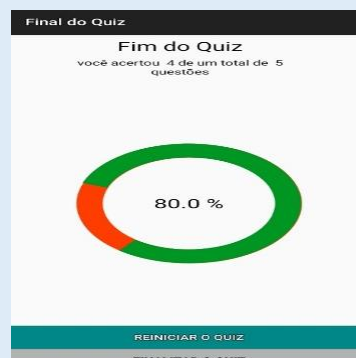 Final do Quiz
Fim do Quiz
você acertou 4 de um total de 5
questões
80.0 %
REINICIAR O QUIZ